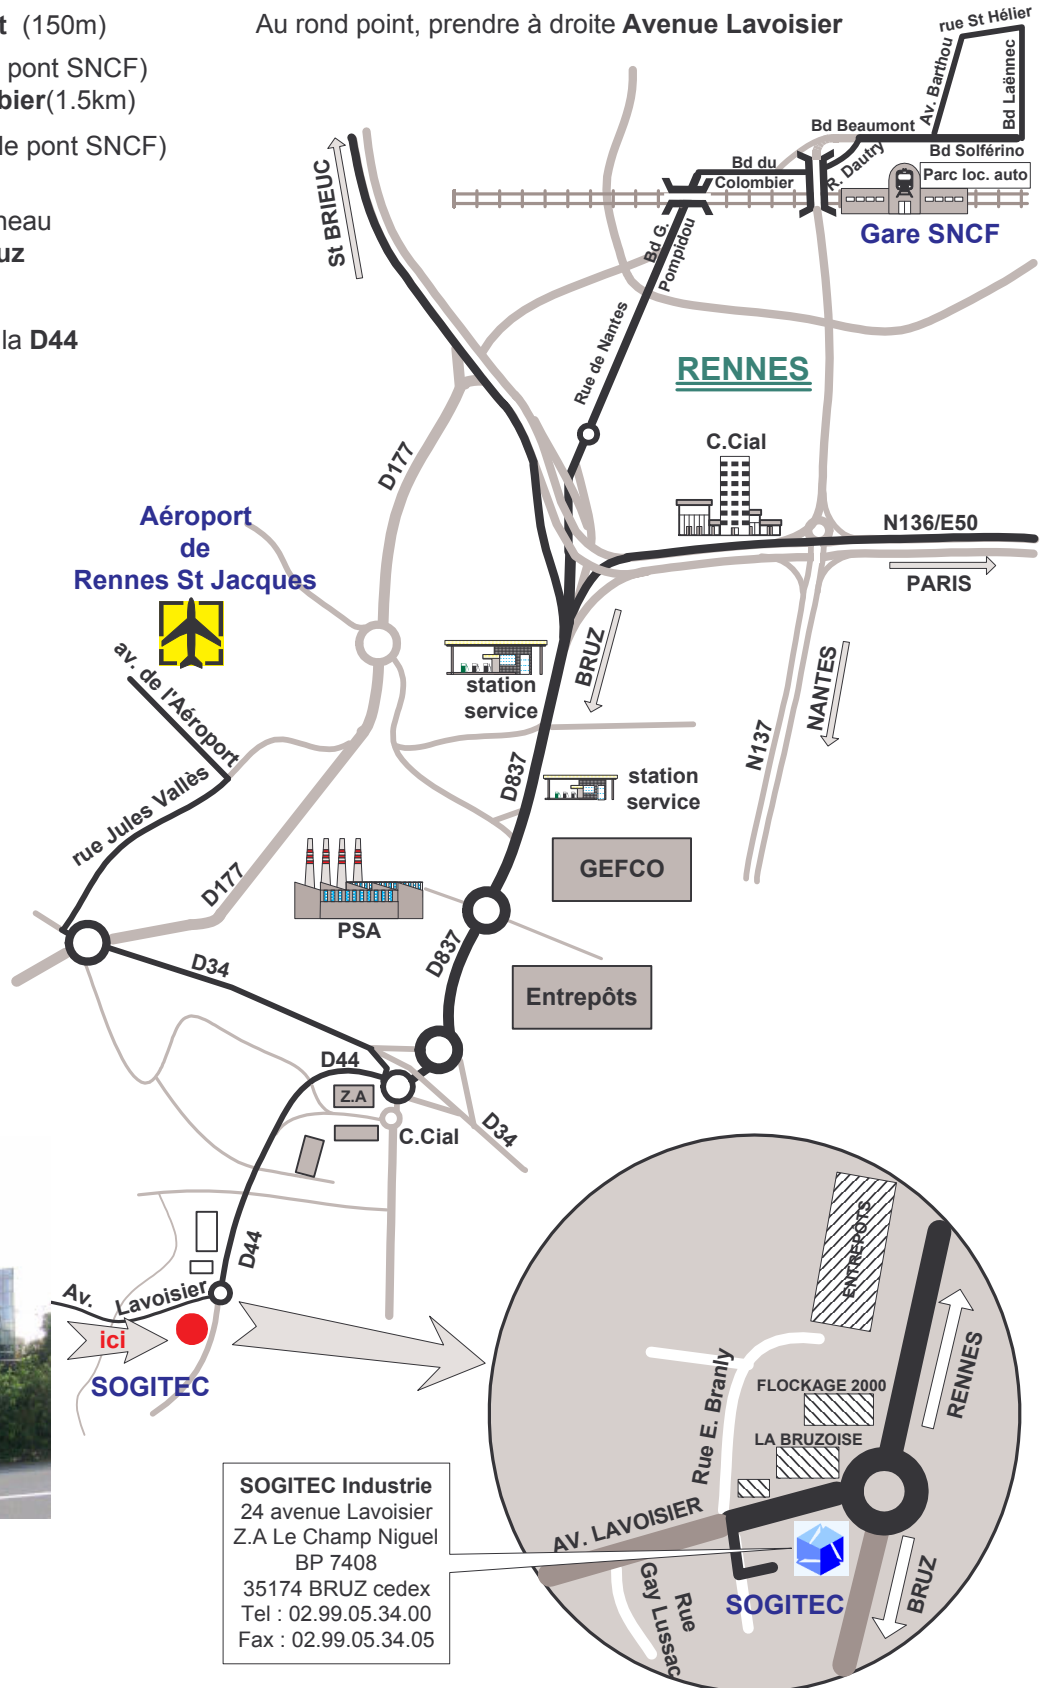 t (150m)
Au rond point, prendre à droite Avenue Lavoisier
pont SNCF)
bier(1.5km)
le pont SNCF)
neau
uz
la D44
rue St Hélier
Av. Barthou
Bd Laënnec
Bd Beaumont
Bd Solférino
R. Dautry
Parc loc. auto
Gare SNCF
Bd du
Colombier
Bd G.
Pompidou
St BRIEUC
Rue de Nantes
RENNES
C.Cial
D177
N136/E50
PARIS
Aéroport
de
Rennes St Jacques
av. de l'Aéroport
station
service
BRUZ
NANTES
N137
D837
station
service
rue Jules Vallès
D177
GEFCO
PSA
D837
D34
Entrepôts
D44
Z.A
C.Cial
D34
D44
Av.
Lavoisier
ici
SOGITEC
ENTREPOTS
RENNES
Rue E. Branly
FLOCKAGE 2000
LA BRUZOISE
AV. LAVOISIER
SOGITEC
BRUZ
Rue
Gay Lussac
SOGITEC Industrie
24 avenue Lavoisier
Z.A Le Champ Niguel
BP 7408
35174 BRUZ cedex
Tel : 02.99.05.34.00
Fax : 02.99.05.34.05